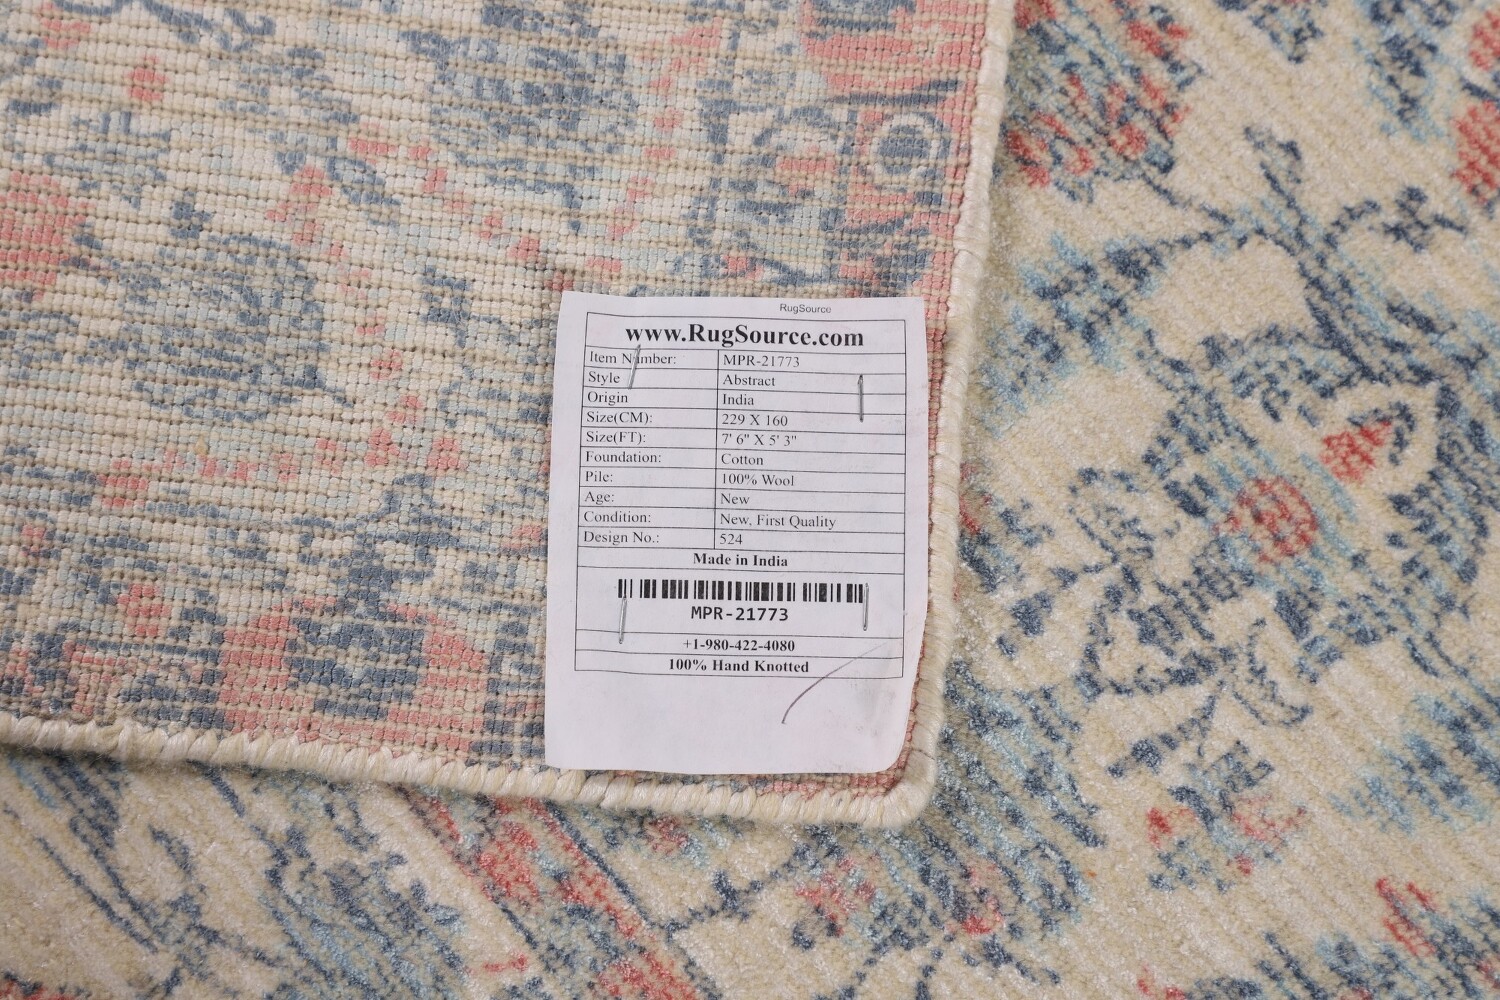 RugSource
www.RugSource.com
Item Number: MPR-21773
Style Abstract
Origin India
Size(CM): 229 X 160
Size(FT): 7' 6" X 5' 3"
Foundation: Cotton
Pile: 100% Wool
Age: New
Condition: New, First Quality
Design No.: 524
Made in India
MPR-21773
+1-980-422-4080
100% Hand Knotted